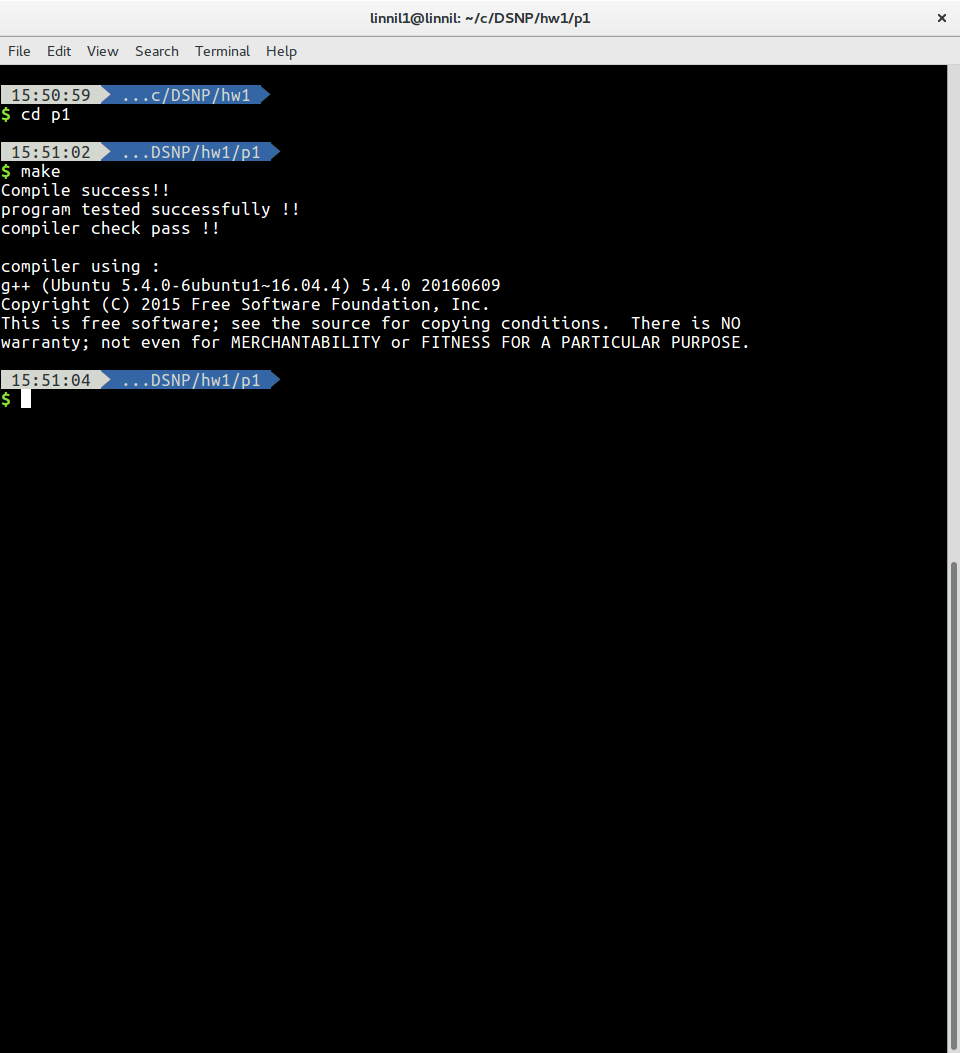 linnil1@linnil: ~/c/DSNP/hw1/p1
File Edit View Search Terminal Help
15:50:59 ...c/DSNP/hw1
$ cd p1
15:51:02 ...DSNP/hw1/p1
$ make
Compile success!!
program tested successfully !!
compiler check pass !!
compiler using :
g++ (Ubuntu 5.4.0-6ubuntu1~16.04.4) 5.4.0 20160609
Copyright (C) 2015 Free Software Foundation, Inc.
This is free software; see the source for copying conditions.  There is NO
warranty; not even for MERCHANTABILITY or FITNESS FOR A PARTICULAR PURPOSE.
15:51:04 ...DSNP/hw1/p1
$